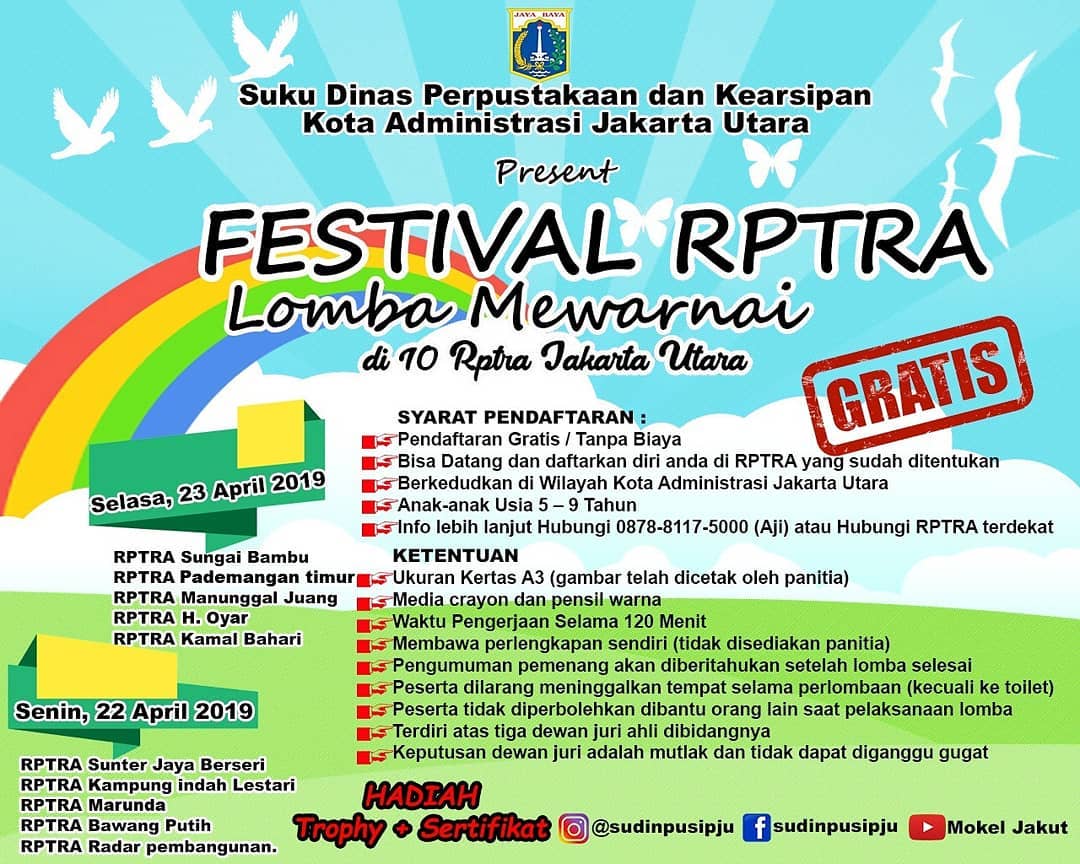 JAYA RAYA
Suku Dinas Perpustakaan dan Kearsipan
Kota Administrasi Jakarta Utara
Present
FESTIVAL RPTRA
Lomba Mewarnai
di 10 Rptra Jakarta Utara
GRATIS
SYARAT PENDAFTARAN :
Pendaftaran Gratis / Tanpa Biaya
Bisa Datang dan daftarkan diri anda di RPTRA yang sudah ditentukan
Berkedudkan di Wilayah Kota Administrasi Jakarta Utara
Anak-anak Usia 5 – 9 Tahun
Info lebih lanjut Hubungi 0878-8117-5000 (Aji) atau Hubungi RPTRA terdekat
KETENTUAN
Ukuran Kertas A3 (gambar telah dicetak oleh panitia)
Media crayon dan pensil warna
Waktu Pengerjaan Selama 120 Menit
Membawa perlengkapan sendiri (tidak disediakan panitia)
Pengumuman pemenang akan diberitahukan setelah lomba selesai
Peserta dilarang meninggalkan tempat selama perlombaan (kecuali ke toilet)
Peserta tidak diperbolehkan dibantu orang lain saat pelaksanaan lomba
Terdiri atas tiga dewan juri ahli dibidangnya
Keputusan dewan juri adalah mutlak dan tidak dapat diganggu gugat
Selasa, 23 April 2019
RPTRA Sungai Bambu
RPTRA Pademangan timur
RPTRA Manunggal Juang
RPTRA H. Oyar
RPTRA Kamal Bahari
Senin, 22 April 2019
RPTRA Sunter Jaya Berseri
RPTRA Kampung indah Lestari
RPTRA Marunda
RPTRA Bawang Putih
RPTRA Radar pembangunan.
HADIAH
Trophy + Sertifikat
@sudinpusipju
sudinpusipju
Mokel Jakut